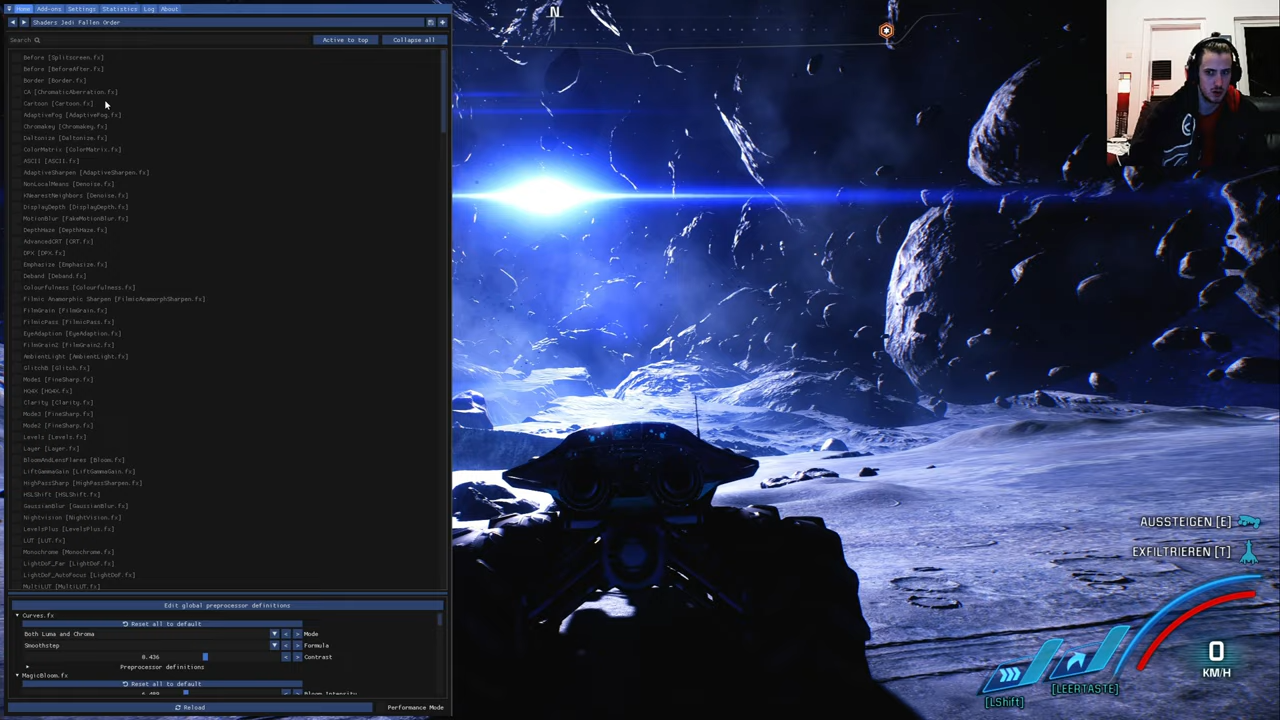 Home Add-ons Settings Statistics Log About
Shaders Jedi Fallen Order
Search
Active to top
Collapse all
Before [Splitscreen.fx]
Before [BeforeAfter.fx]
Border [Border.fx]
CA [ChromaticAberration.fx]
Cartoon [Cartoon.fx]
AdaptiveFog [AdaptiveFog.fx]
Chromakey [Chromakey.fx]
Daltonize [Daltonize.fx]
ColorMatrix [ColorMatrix.fx]
ASCII [ASCII.fx]
AdaptiveSharpen [AdaptiveSharpen.fx]
NonLocalMeans [Denoise.fx]
KNearestNeighbors [Denoise.fx]
DisplayDepth [DisplayDepth.fx]
MotionBlur [FakeMotionBlur.fx]
DepthHaze [DepthHaze.fx]
AdvancedCRT [CRT.fx]
DPX [DPX.fx]
Emphasize [Emphasize.fx]
Deband [Deband.fx]
Colourfulness [Colourfulness.fx]
Filmic Anamorphic Sharpen [FilmicAnamorphSharpen.fx]
FilmGrain [FilmGrain.fx]
FilmicPass [FilmicPass.fx]
EyeAdaption [EyeAdaption.fx]
FilmGrain2 [FilmGrain2.fx]
AmbientLight [AmbientLight.fx]
GlitchB [Glitch.fx]
Mode1 [FineSharp.fx]
HQ4X [HQ4X.fx]
Clarity [Clarity.fx]
Mode3 [FineSharp.fx]
Mode2 [FineSharp.fx]
Levels [Levels.fx]
Layer [Layer.fx]
BloomAndLensFlares [Bloom.fx]
LiftGammaGain [LiftGammaGain.fx]
HighPassSharp [HighPassSharpen.fx]
HSLShift [HSLShift.fx]
GaussianBlur [GaussianBlur.fx]
Nightvision [NightVision.fx]
LevelsPlus [LevelsPlus.fx]
LUT [LUT.fx]
Monochrome [Monochrome.fx]
LightDoF_Far [LightDoF.fx]
LightDoF_AutoFocus [LightDoF.fx]
MultiLUT [MultiLUT.fx]
Edit global preprocessor definitions
Curves.fx
Reset all to default
Both Luma and Chroma
Mode
Smoothstep
Formula
0.436
Contrast
Preprocessor definitions
MagicBloom.fx
Reset all to default
Bloom Intensity
Reload
Performance Mode
N
AUSSTEIGEN [E]
EXFILTRIEREN [T]
[LEERTASTE]
[LShift]
0
KM/H